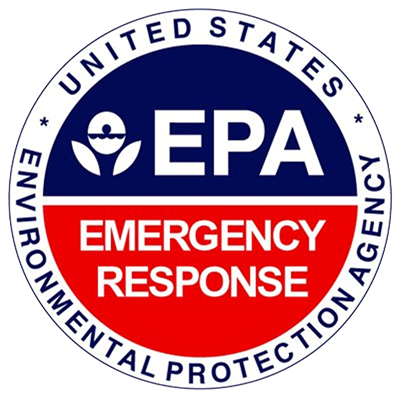 * UNITED STATES *
EPA
EMERGENCY
RESPONSE
ENVIRONMENTAL PROTECTION AGENCY